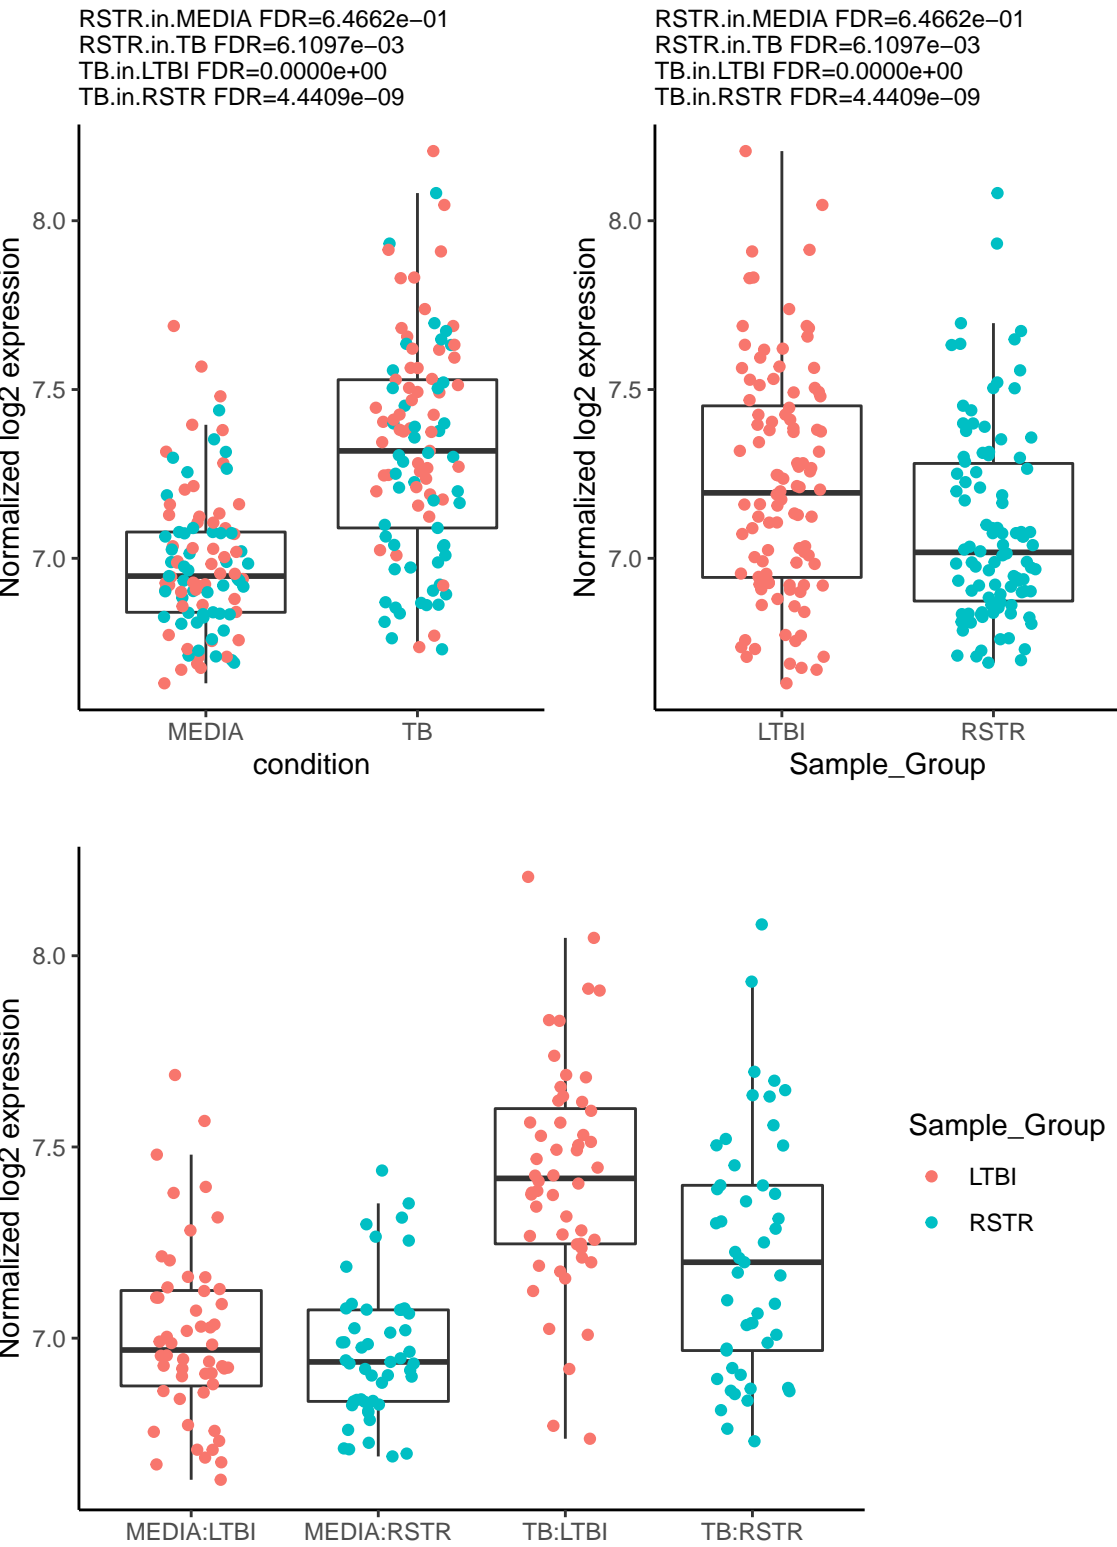 RSTR.in.MEDIA FDR=6.4662e−01
RSTR.in.TB FDR=6.1097e−03
TB.in.LTBI FDR=0.0000e+00
TB.in.RSTR FDR=4.4409e−09
Normalized log2 expression
8.0
7.5
7.0
MEDIA TB
condition
RSTR.in.MEDIA FDR=6.4662e−01
RSTR.in.TB FDR=6.1097e−03
TB.in.LTBI FDR=0.0000e+00
TB.in.RSTR FDR=4.4409e−09
Normalized log2 expression
8.0
7.5
7.0
LTBI RSTR
Sample_Group
Normalized log2 expression
8.0
7.5
7.0
MEDIA:LTBI MEDIA:RSTR TB:LTBI TB:RSTR
Sample_Group
LTBI
RSTR